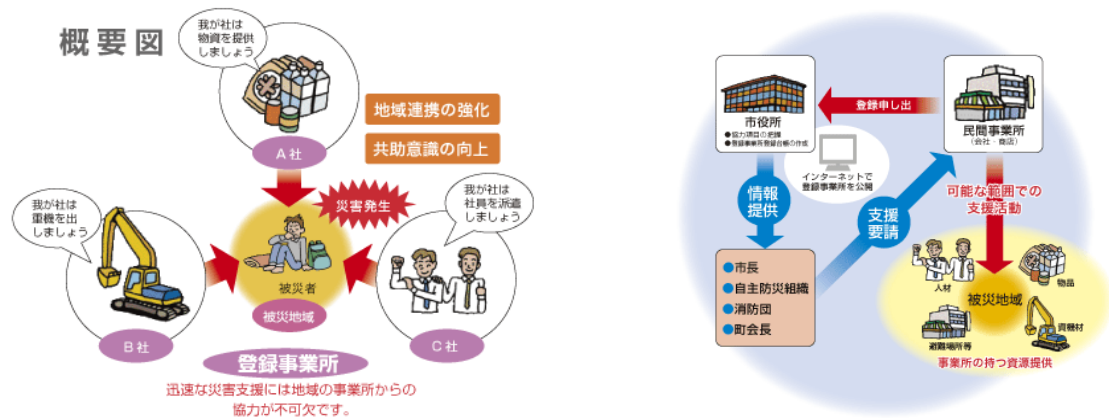 概要図
我が社は
物資を提供
しましょう
A社
地域連携の強化
共助意識の向上
災害発生
我が社は
重機を出
しましょう
B社
我が社は
社員を派遣
しましょう
C社
被災者
被災地域
登録事業所
迅速な災害支援には地域の事業所からの
協力が不可欠です。
市役所
●協力項目の把握
●登録事業所登録台帳の作成
登録申し出
民間事業所
(会社・商店)
インターネットで
登録事業所を公開
情報
提供
支援
要請
可能な範囲での
支援活動
●市長
●自主防災組織
●消防団
●町会長
人材
物品
被災地域
避難場所等
資機材
事業所の持つ資源提供